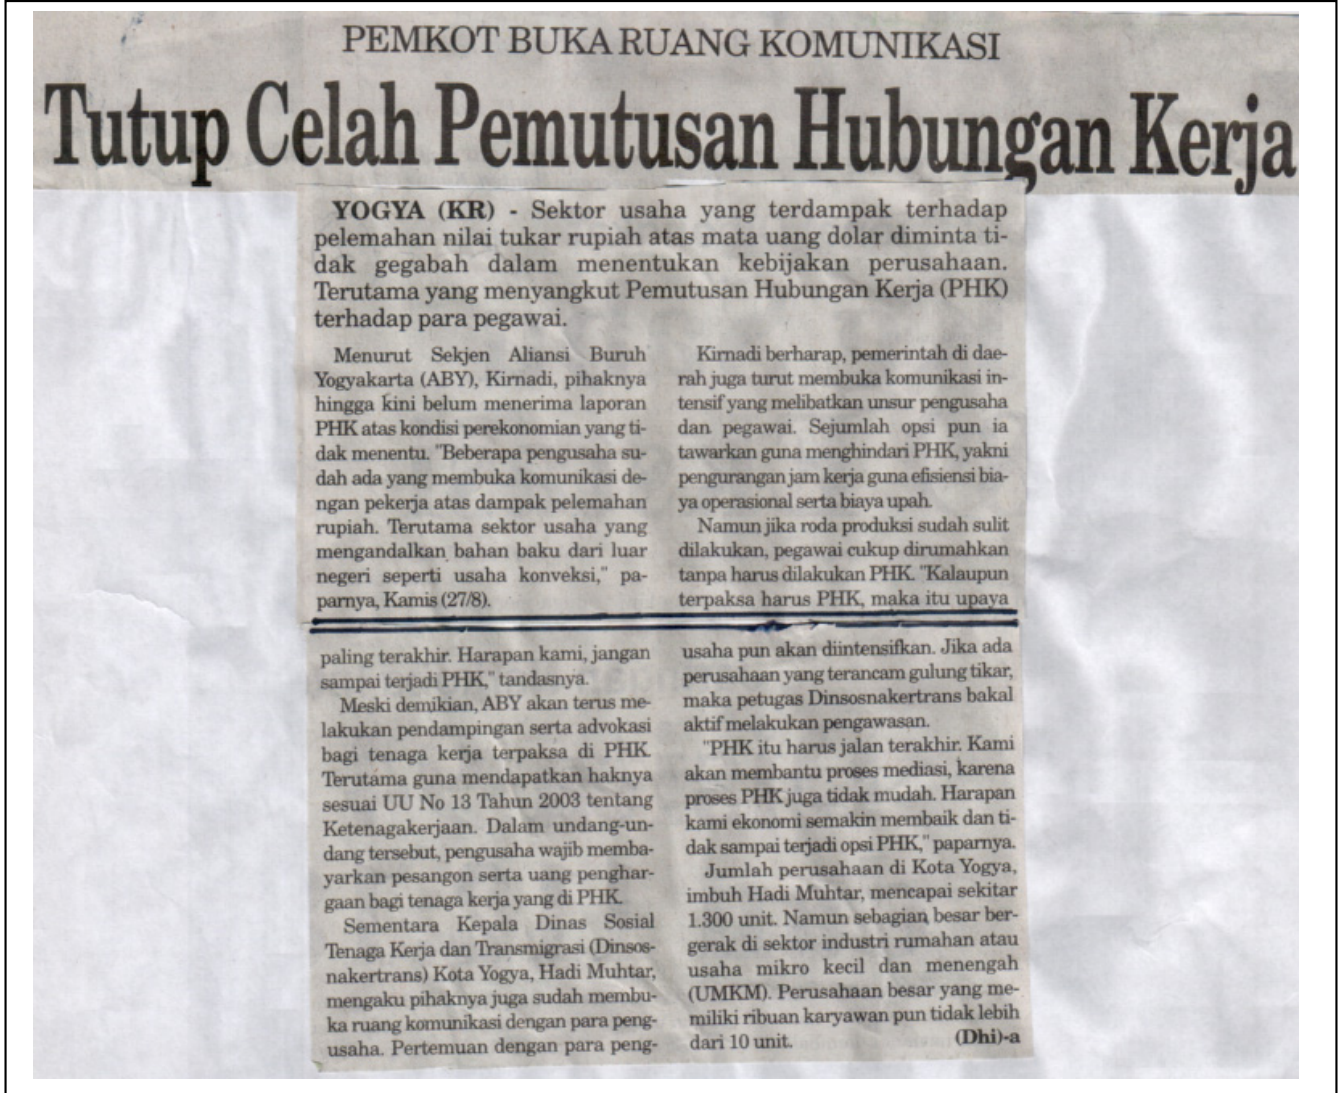 PEMKOT BUKA RUANG KOMUNIKASI
Tutup Celah Pemutusan Hubungan Kerja
YOGYA (KR) - Sektor usaha yang terdampak terhadap
pelemahan nilai tukar rupiah atas mata uang dolar diminta ti-
dak gegabah dalam menentukan kebijakan perusahaan.
Terutama yang menyangkut Pemutusan Hubungan Kerja (PHK)
terhadap para pegawai.
Menurut Sekjen Aliansi Buruh
Yogyakarta (ABY), Kirnadi, pihaknya
hingga kini belum menerima laporan
PHK atas kondisi perekonomian yang ti-
dak menentu. "Beberapa pengusaha su-
dah ada yang membuka komunikasi de-
ngan pekerja atas dampak pelemahan
rupiah. Terutama sektor usaha yang
mengandalkan bahan baku dari luar
negeri seperti usaha konveksi," pa-
parnya, Kamis (27/8).
Kirnadi berharap, pemerintah di dae-
rah juga turut membuka komunikasi in-
tensif yang melibatkan unsur pengusaha
dan pegawai. Sejumlah opsi pun ia
tawarkan guna menghindari PHK, yakni
pengurangan jam kerja guna efisiensi bia-
ya operasional serta biaya upah.
Namun jika roda produksi sudah sulit
dilakukan, pegawai cukup dirumahkan
tanpa harus dilakukan PHK. "Kalaupun
terpaksa harus PHK, maka itu upaya
paling terakhir. Harapan kami, jangan
sampai terjadi PHK," tandasnya.
Meski demikian, ABY akan terus me-
lakukan pendampingan serta advokasi
bagi tenaga kerja terpaksa di PHK.
Terutama guna mendapatkan haknya
sesuai UU No 13 Tahun 2003 tentang
Ketenagakerjaan. Dalam undang-un-
dang tersebut, pengusaha wajib memba-
yarkan pesangon serta uang penghar-
gaan bagi tenaga kerja yang di PHK.
Sementara Kepala Dinas Sosial
Tenaga Kerja dan Transmigrasi (Dinsos-
nakertrans) Kota Yogya, Hadi Muhtar,
mengaku pihaknya juga sudah membu-
ka ruang komunikasi dengan para peng-
usaha. Pertemuan dengan para peng-
usaha pun akan diintensifkan. Jika ada
perusahaan yang terancam gulung tikar,
maka petugas Dinsosnakertrans bakal
aktif melakukan pengawasan.
"PHK itu harus jalan terakhir. Kami
akan membantu proses mediasi, karena
proses PHK juga tidak mudah. Harapan
kami ekonomi semakin membaik dan ti-
dak sampai terjadi opsi PHK," paparnya.
Jumlah perusahaan di Kota Yogya,
imbuh Hadi Muhtar, mencapai sekitar
1.300 unit. Namun sebagian besar ber-
gerak di sektor industri rumahan atau
usaha mikro kecil dan menengah
(UMKM). Perusahaan besar yang me-
miliki ribuan karyawan pun tidak lebih
dari 10 unit. (Dhi)-a